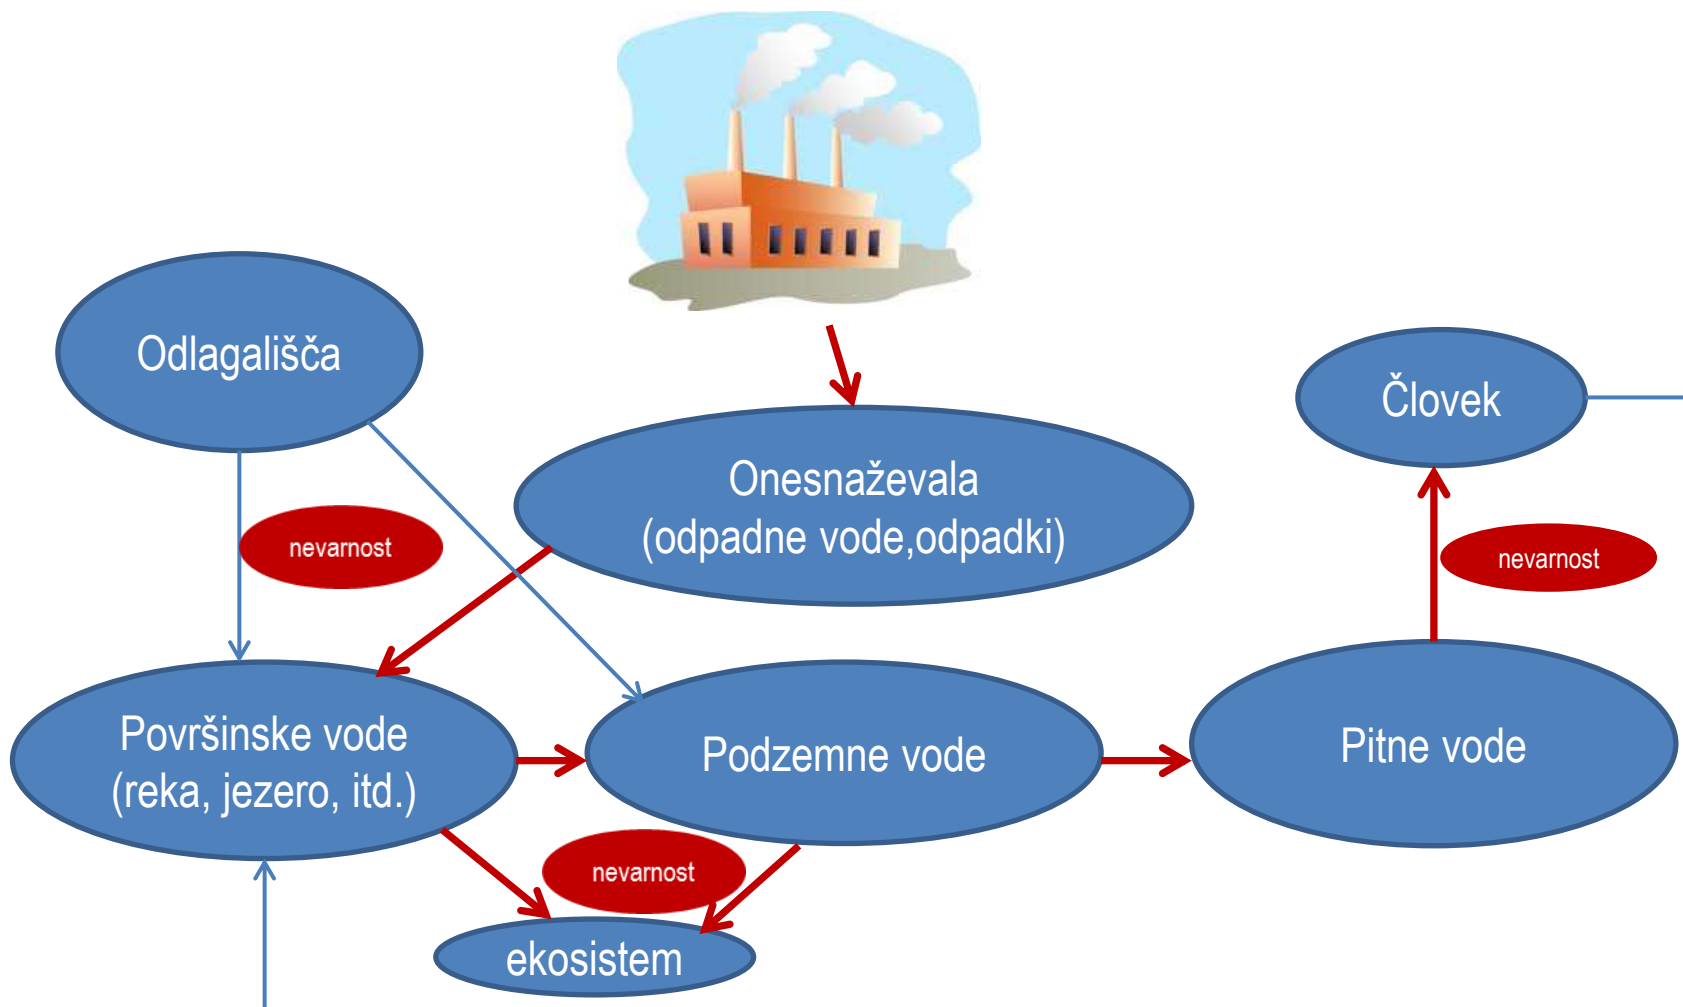 Odlagališča
Človek
Onesnaževala
(odpadne vode,odpadki)
nevarnost
nevarnost
Površinske vode
(reka, jezero, itd.)
Podzemne vode
Pitne vode
nevarnost
ekosistem